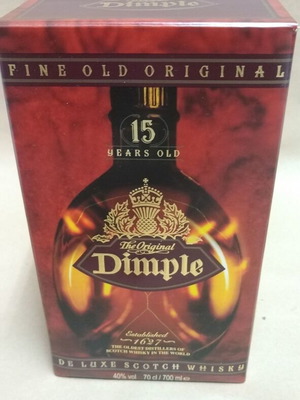 FINE OLD ORIGINAL
15
YEARS OLD
The Original
Dimple
Established
1627
THE OLDEST DISTILLERS OF
SCOTCH WHISKY IN THE WORLD
DE LUXE SCOTCH WHISKY
40% vol 70 cl / 700 ml e